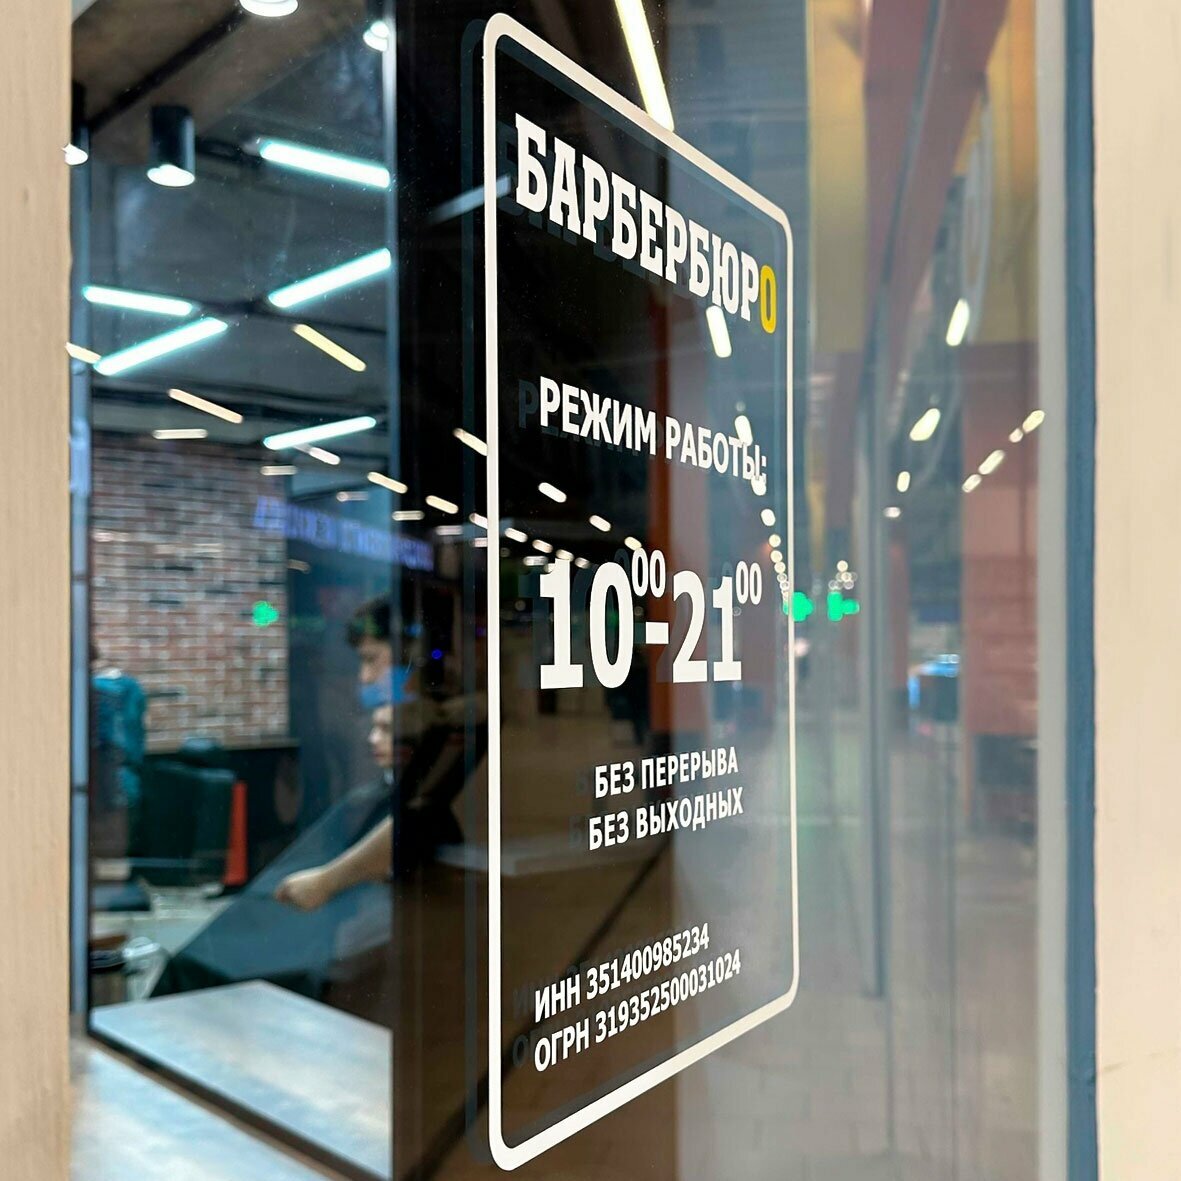 БАРБЕРБЮРО
РЕЖИМ РАБОТЫ:
10⁰⁰-21⁰⁰
БЕЗ ПЕРЕРЫВА
БЕЗ ВЫХОДНЫХ
ИНН 351400985234
ОГРН 319352500031024